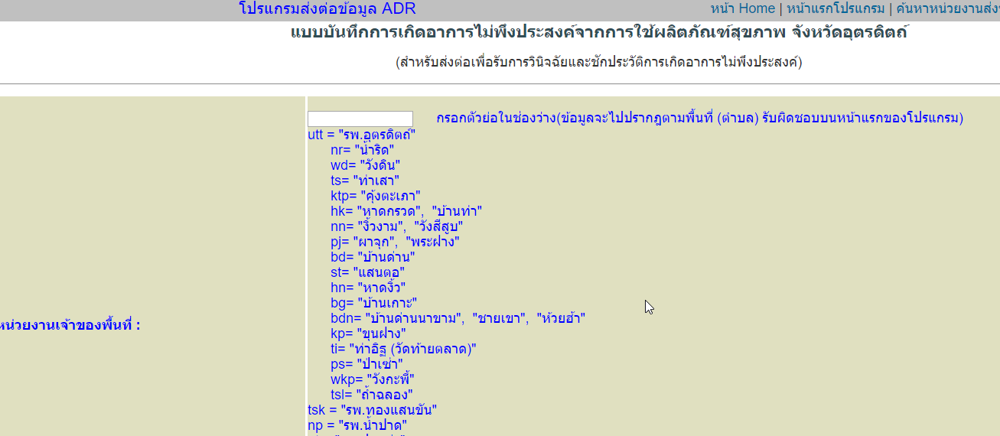 โปรแกรมส่งต่อข้อมูล ADR
หน้า Home | หน้าแรกโปรแกรม | ค้นหาหน่วยงานส่ง
แบบบันทึกการเกิดอาการไม่พึงประสงค์จากการใช้ผลิตภัณฑ์สุขภาพ จังหวัดอุตรดิตถ์
(สำหรับส่งต่อเพื่อรับการวินิจฉัยและซักประวัติการเกิดอาการไม่พึงประสงค์)
กรอกตัวย่อในช่องว่าง(ข้อมูลจะไปปรากฎตามพื้นที่ (ตำบล) รับผิดชอบบนหน้าแรกของโปรแกรม)
utt = "รพ.อุตรดิตถ์"
nr= "น้ำริด"
wd= "วังดิน"
ts= "ท่าเสา"
ktp= "คุ้งตะเภา"
hk= "หาดกรวด", "บ้านท่า"
nn= "งิ้วงาม", "วังสีสูบ"
pj= "ผาจุก", "พระฝาง"
bd= "บ้านด่าน"
st= "แสนตอ"
hn= "หาดงิ้ว"
bg= "บ้านเกาะ"
bdn= "บ้านด่านนาขาม", "ชายเขา", "ห้วยฮ้า"
หน่วยงานเจ้าของพื้นที่ :
kp= "ขุนฝาง"
ti= "ท่าอิฐ (วัดท้ายตลาด)"
ps= "ป่าเซ่า"
wkp= "วังกะพี้"
tsl= "ถ้ำฉลอง"
tsk = "รพ.ทองแสนขัน"
np = "รพ.น้ำปาด"